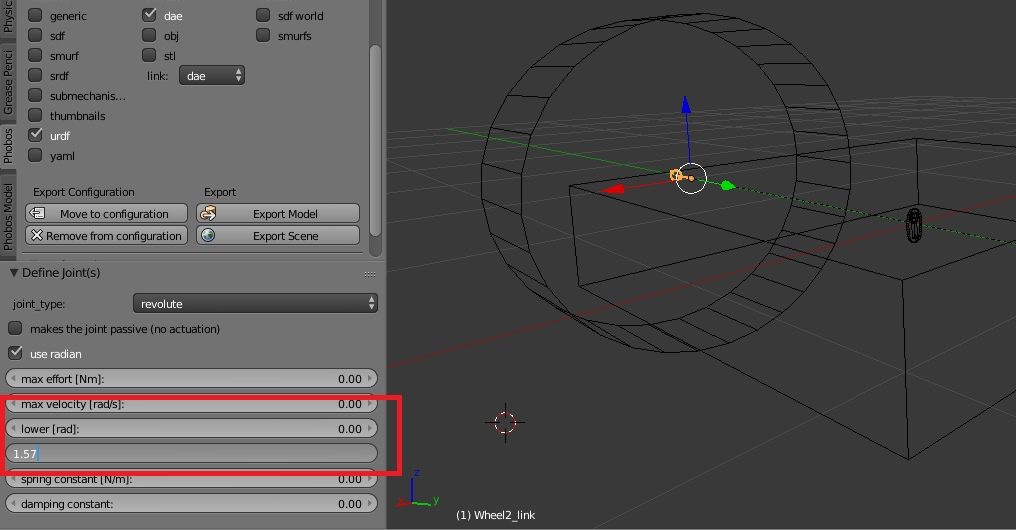 Physic
Grease Penci
Phobos
Phobos Model
generic
dae
sdf world
sdf
obj
smurfs
smurf
stl
srdf
link: dae
submechanis...
thumbnails
urdf
yaml
Export Configuration
Export
Move to configuration
Export Model
Remove from configuration
Export Scene
Define Joint(s)
joint_type: revolute
makes the joint passive (no actuation)
use radian
max effort [Nm]: 0.00
max velocity [rad/s]: 0.00
lower [rad]: 0.00
1.57
spring constant [N/m]: 0.00
damping constant: 0.00
z
x
y
(1) Wheel2_link